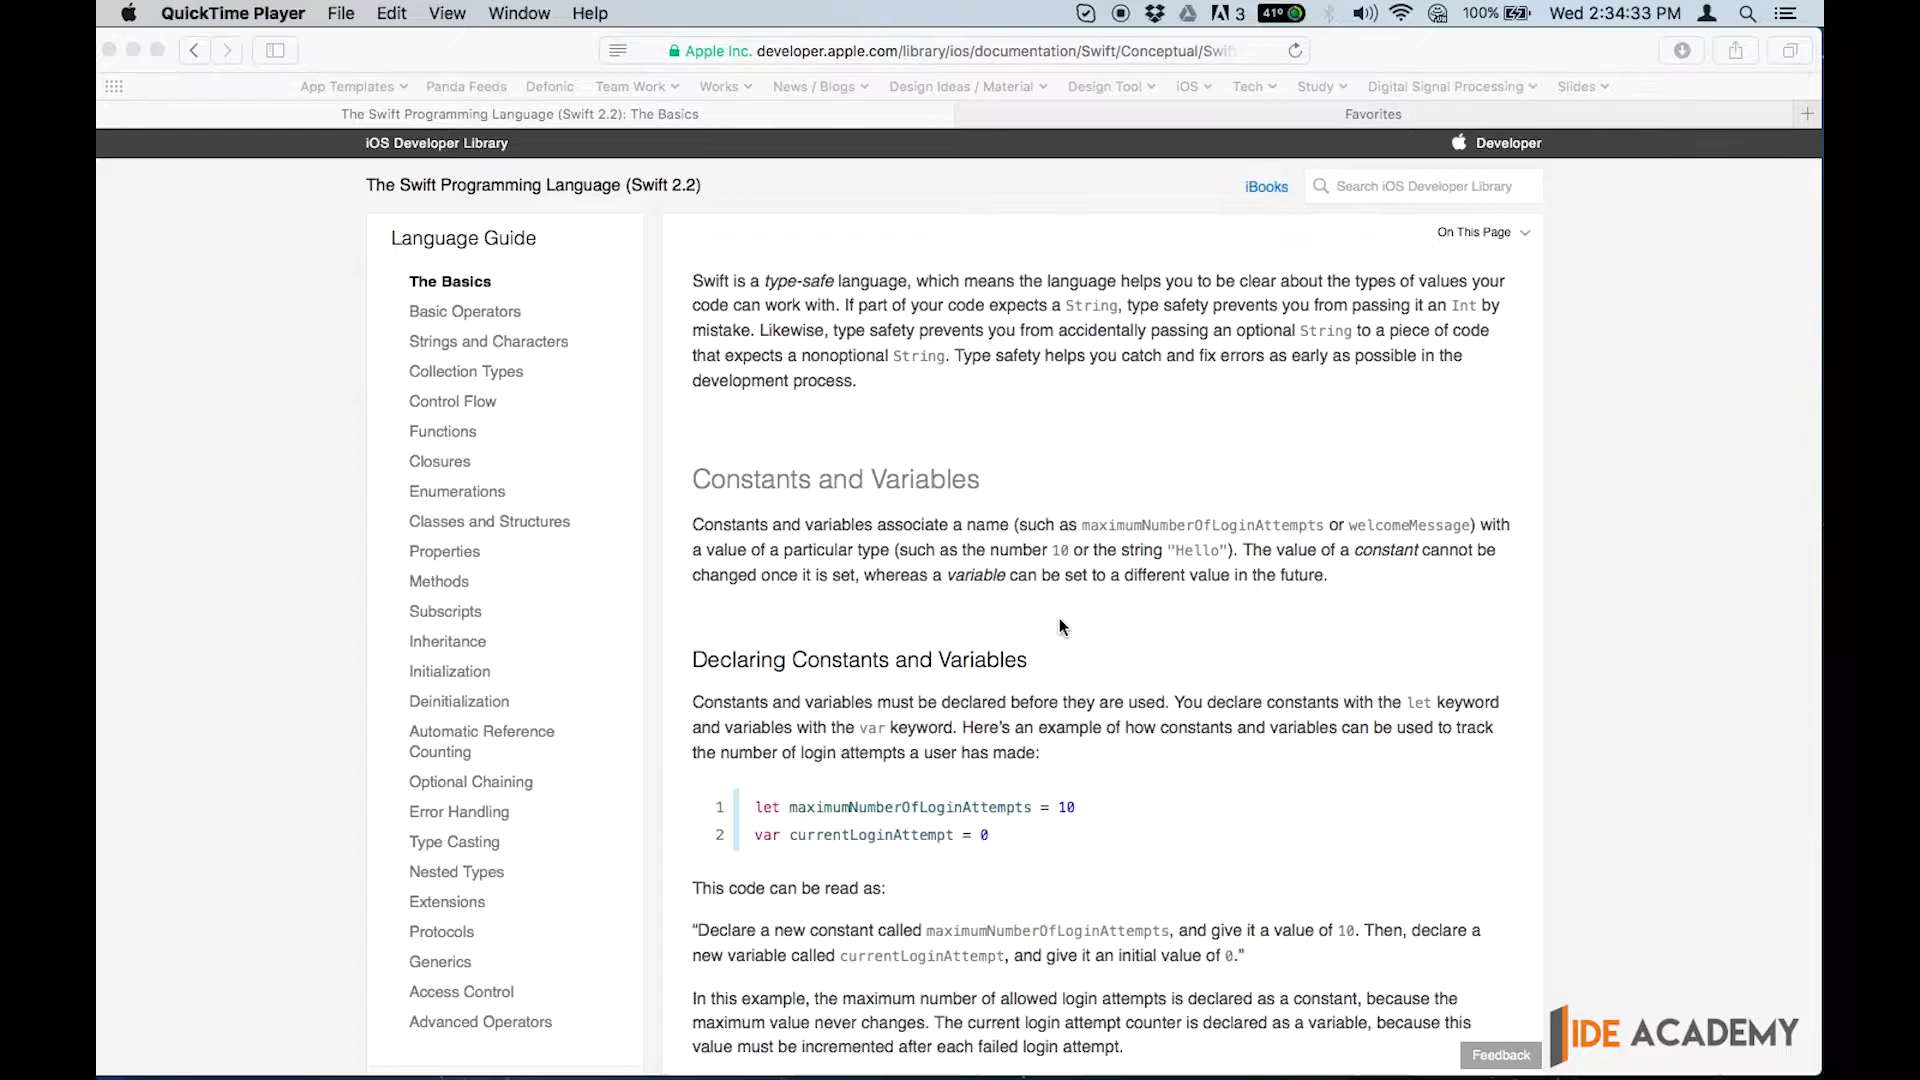 QuickTime Player File Edit View Window Help 3 41° 100% Wed 2:34:33 PM
Apple Inc. developer.apple.com/library/ios/documentation/Swift/Conceptual/Swif
App Templates Panda Feeds Defonic Team Work Works News / Blogs Design Ideas / Material Design Tool iOS Tech Study Digital Signal Processing Slides
The Swift Programming Language (Swift 2.2): The Basics Favorites
iOS Developer Library Developer
The Swift Programming Language (Swift 2.2) iBooks Search iOS Developer Library
Language Guide
The Basics
Basic Operators
Strings and Characters
Collection Types
Control Flow
Functions
Closures
Enumerations
Classes and Structures
Properties
Methods
Subscripts
Inheritance
Initialization
Deinitialization
Automatic Reference
Counting
Optional Chaining
Error Handling
Type Casting
Nested Types
Extensions
Protocols
Generics
Access Control
Advanced Operators
On This Page
Swift is a type-safe language, which means the language helps you to be clear about the types of values your
code can work with. If part of your code expects a String, type safety prevents you from passing it an Int by
mistake. Likewise, type safety prevents you from accidentally passing an optional String to a piece of code
that expects a nonoptional String. Type safety helps you catch and fix errors as early as possible in the
development process.
Constants and Variables
Constants and variables associate a name (such as maximumNumberOfLoginAttempts or welcomeMessage) with
a value of a particular type (such as the number 10 or the string "Hello"). The value of a constant cannot be
changed once it is set, whereas a variable can be set to a different value in the future.
Declaring Constants and Variables
Constants and variables must be declared before they are used. You declare constants with the let keyword
and variables with the var keyword. Here's an example of how constants and variables can be used to track
the number of login attempts a user has made:
1 let maximumNumberOfLoginAttempts = 10
2 var currentLoginAttempt = 0
This code can be read as:
“Declare a new constant called maximumNumberOfLoginAttempts, and give it a value of 10. Then, declare a
new variable called currentLoginAttempt, and give it an initial value of 0.”
In this example, the maximum number of allowed login attempts is declared as a constant, because the
maximum value never changes. The current login attempt counter is declared as a variable, because this
value must be incremented after each failed login attempt.
Feedback
IDE ACADEMY